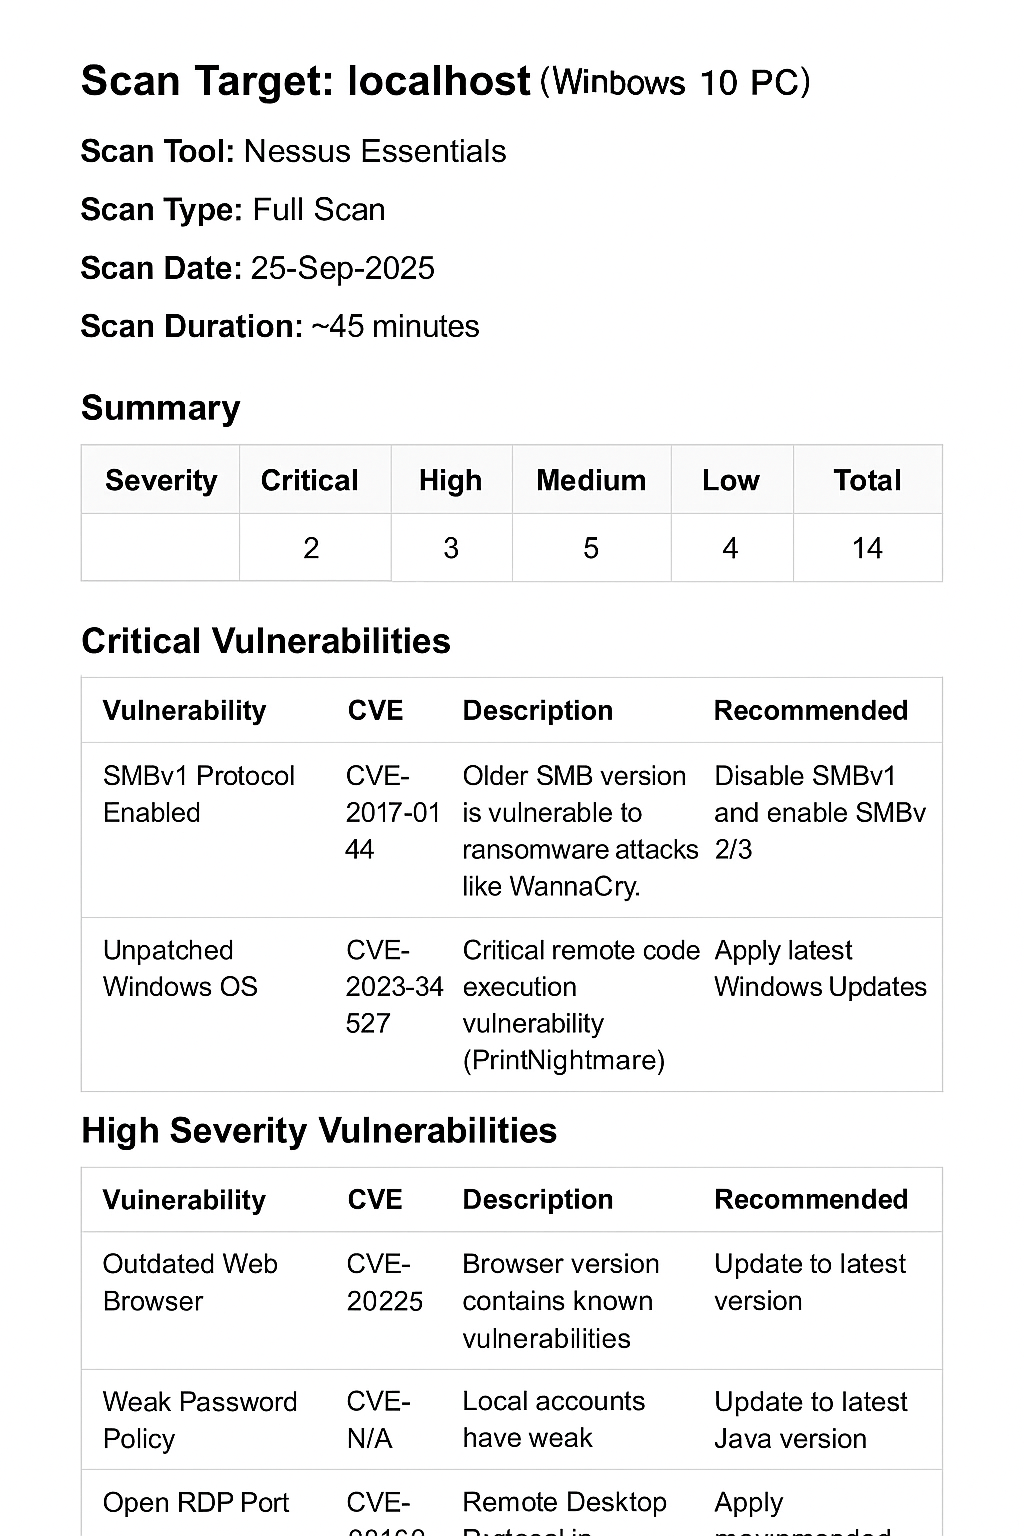 Scan Target: localhost (Winbows 10 PC)
Scan Tool: Nessus Essentials
Scan Type: Full Scan
Scan Date: 25-Sep-2025
Scan Duration: ~45 minutes
Summary
Severity Critical High Medium Low Total
2 3 5 4 14
Critical Vulnerabilities
Vulnerability CVE Description Recommended
SMBv1 Protocol CVE- Older SMB version Disable SMBv1
Enabled 2017-01 is vulnerable to and enable SMBv
44 ransomware attacks 2/3
like WannaCry.
Unpatched CVE- Critical remote code Apply latest
Windows OS 2023-34 execution Windows Updates
527 vulnerability
(PrintNightmare)
High Severity Vulnerabilities
Vuinerability CVE Description Recommended
Outdated Web CVE- Browser version Update to latest
Browser 20225 contains known version
vulnerabilities
Weak Password CVE- Local accounts Update to latest
Policy N/A have weak Java version
Open RDP Port CVE- Remote Desktop Apply